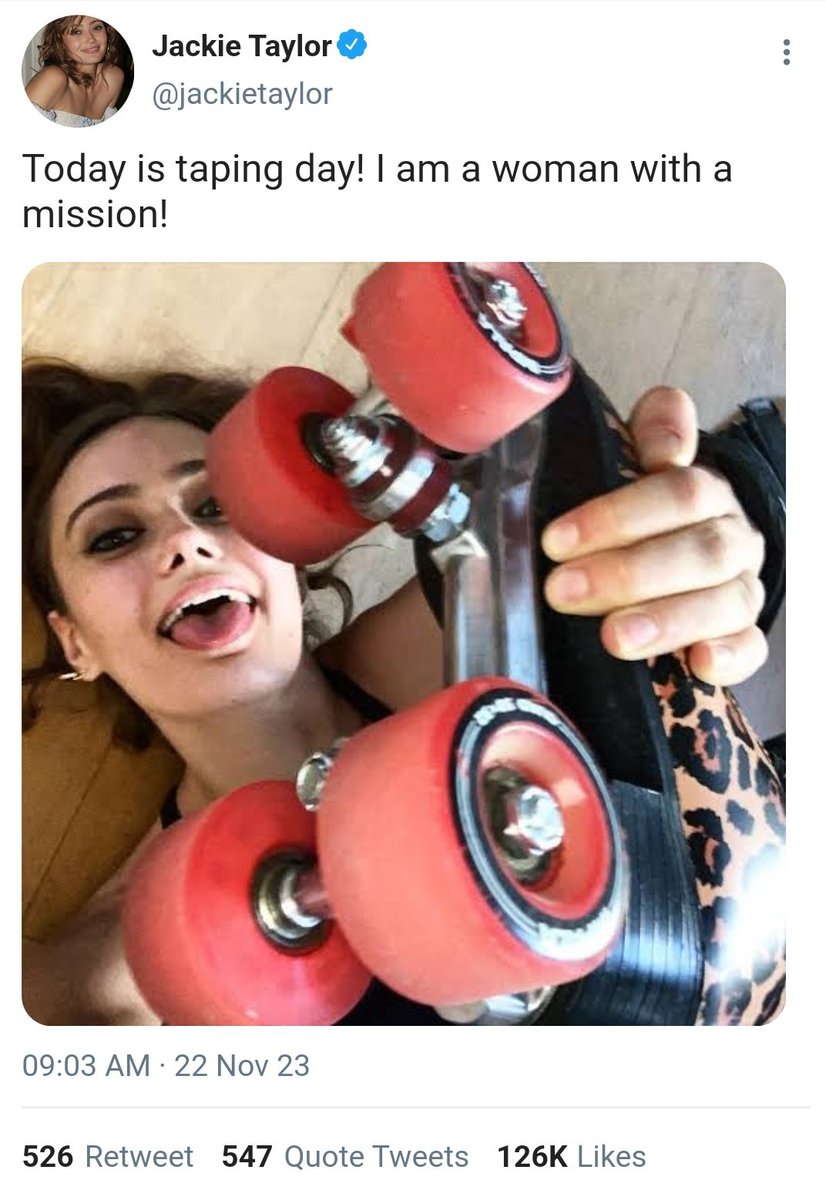 Jackie Taylor
@jackietaylor
Today is taping day! I am a woman with a
mission!
09:03 AM · 22 Nov 23
526 Retweet 547 Quote Tweets 126K Likes